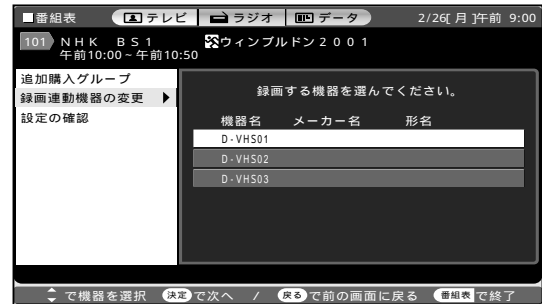 ■番組表 テレビ ラジオ データ 2/26[月]午前 9:00
101 NHK BS1 ウィンブルドン2001
午前10:00~午前10:50
追加購入グループ
録画連動機器の変更 ▶
設定の確認
録画する機器を選んでください。
機器名 メーカー名 形名
D-VHS01
D-VHS02
D-VHS03
で機器を選択 決定で次へ / 戻るで前の画面に戻る 番組表で終了